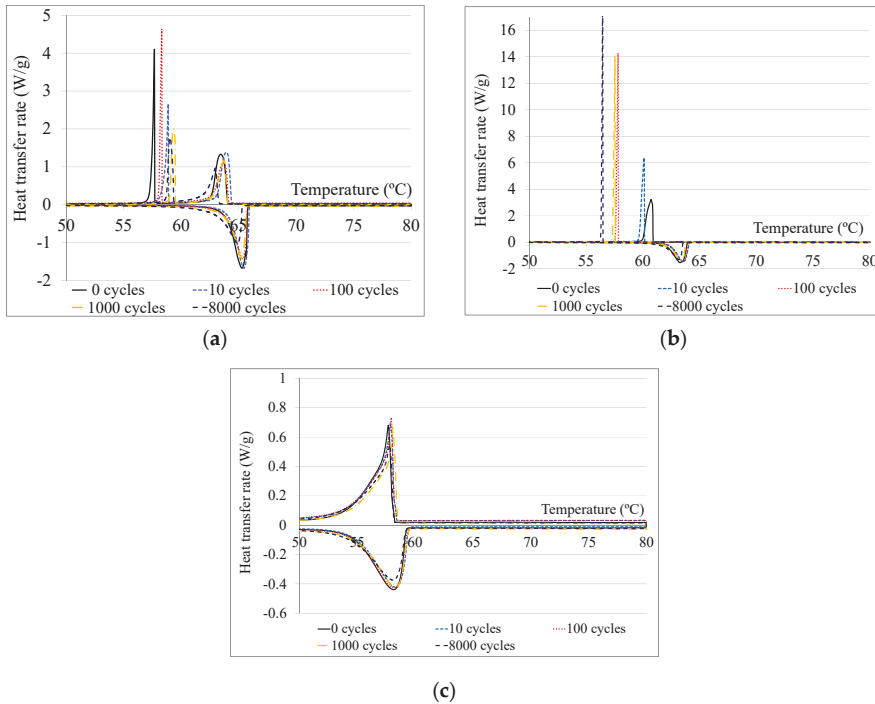 5
4
3
2
1
0
-1
-2
Heat transfer rate (W/g)
Temperature (ºC)
50 55 60 65 70 75 80
0 cycles 10 cycles 100 cycles
1000 cycles 8000 cycles
(a)
16
14
12
10
8
6
4
2
0
-2
Heat transfer rate (W/g)
Temperature (ºC)
50 55 60 65 70 75 80
0 cycles 10 cycles 100 cycles
1000 cycles 8000 cycles
(b)
1
0.8
0.6
0.4
0.2
0
-0.2
-0.4
-0.6
Heat transfer rate (W/g)
Temperature (ºC)
50 55 60 65 70 75 80
0 cycles 10 cycles 100 cycles
1000 cycles 8000 cycles
(c)